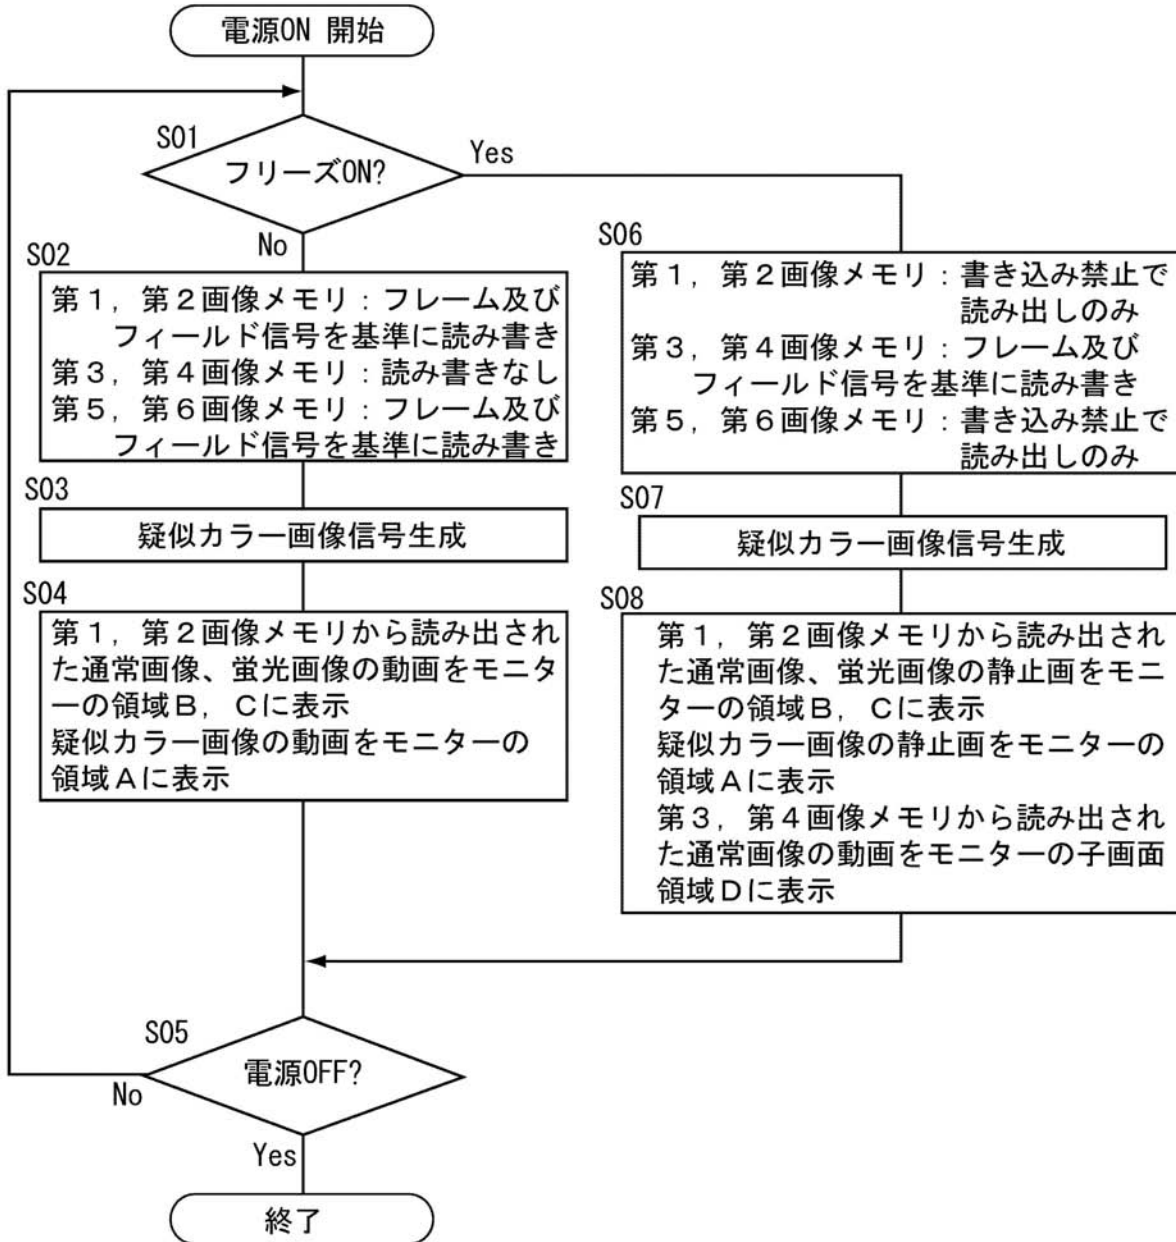 電源ON 開始
S01
フリーズON?
Yes
No
S02
第１，第２画像メモリ：フレーム及び
フィールド信号を基準に読み書き
第３，第４画像メモリ：読み書きなし
第５，第６画像メモリ：フレーム及び
フィールド信号を基準に読み書き
S03
疑似カラー画像信号生成
S04
第１，第２画像メモリから読み出され
た通常画像、蛍光画像の動画をモニタ
ーの領域Ｂ，Ｃに表示
疑似カラー画像の動画をモニターの
領域Ａに表示
S06
第１，第２画像メモリ：書き込み禁止で
読み出しのみ
第３，第４画像メモリ：フレーム及び
フィールド信号を基準に読み書き
第５，第６画像メモリ：書き込み禁止で
読み出しのみ
S07
疑似カラー画像信号生成
S08
第１，第２画像メモリから読み出され
た通常画像、蛍光画像の静止画をモニ
ターの領域Ｂ，Ｃに表示
疑似カラー画像の静止画をモニターの
領域Ａに表示
第３，第４画像メモリから読み出され
た通常画像の動画をモニターの子画面
領域Ｄに表示
S05
電源OFF?
No
Yes
終了